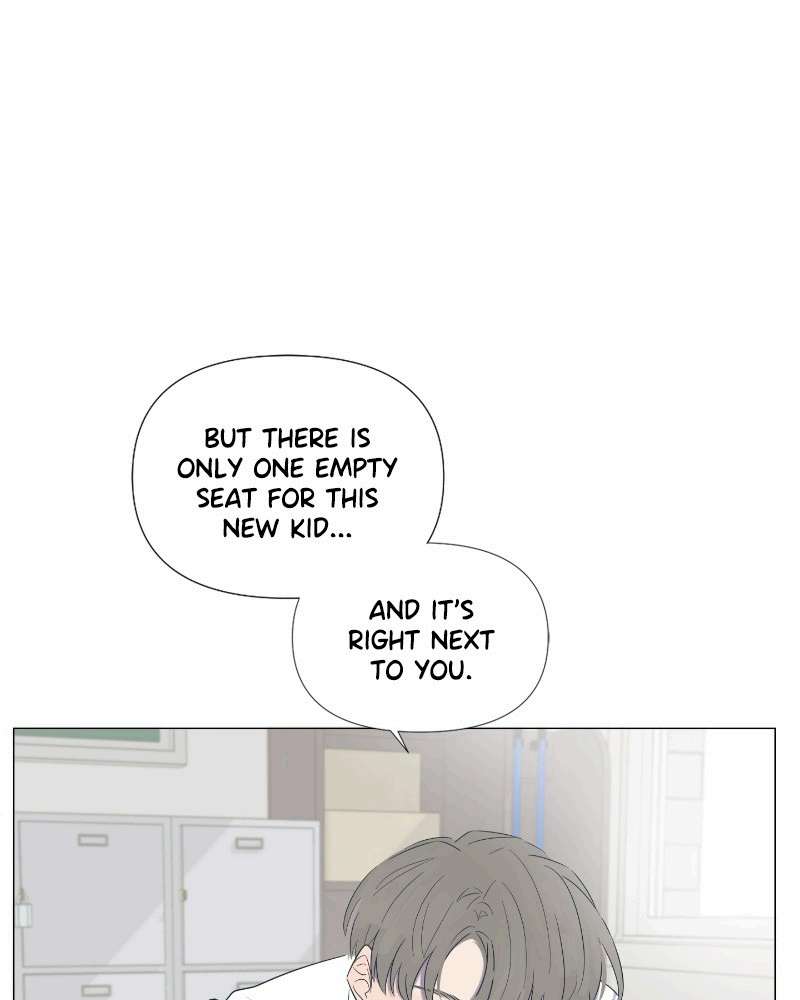 BUT THERE IS
ONLY ONE EMPTY
SEAT FOR THIS
NEW KID...
AND IT'S
RIGHT NEXT
TO YOU.